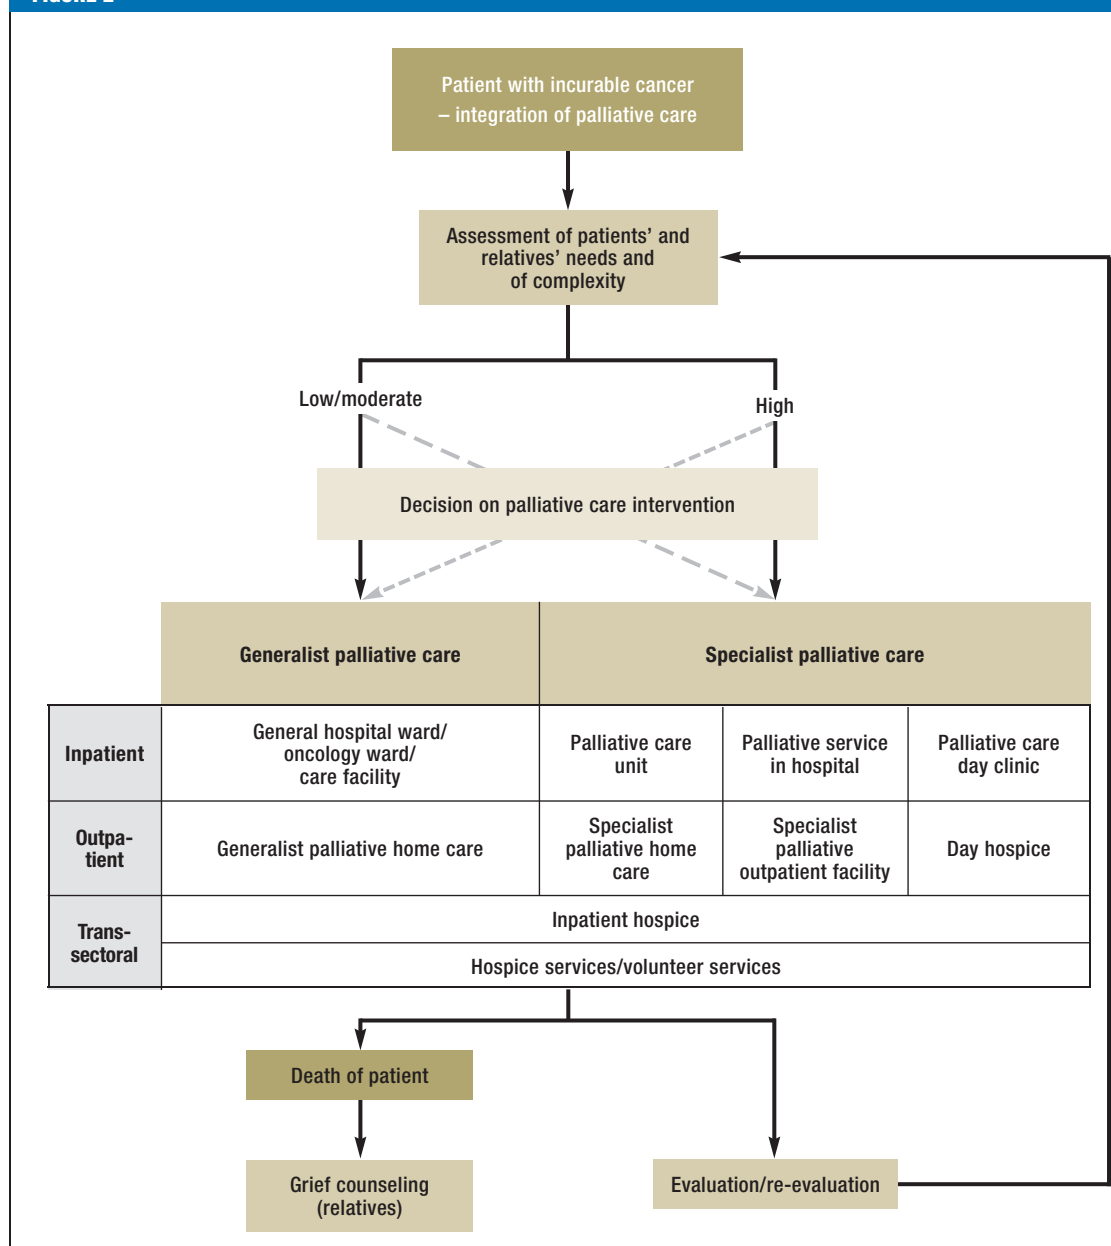 Patient with incurable cancer
– integration of palliative care
Assessment of patients’ and
relatives’ needs and
of complexity
Low/moderate
High
Decision on palliative care intervention
Generalist palliative care
Specialist palliative care
Inpatient
General hospital ward/
oncology ward/
care facility
Palliative care
unit
Palliative service
in hospital
Palliative care
day clinic
Outpa-
tient
Generalist palliative home care
Specialist
palliative home
care
Specialist
palliative
outpatient facility
Day hospice
Trans-
sectoral
Inpatient hospice
Hospice services/volunteer services
Death of patient
Grief counseling
(relatives)
Evaluation/re-evaluation